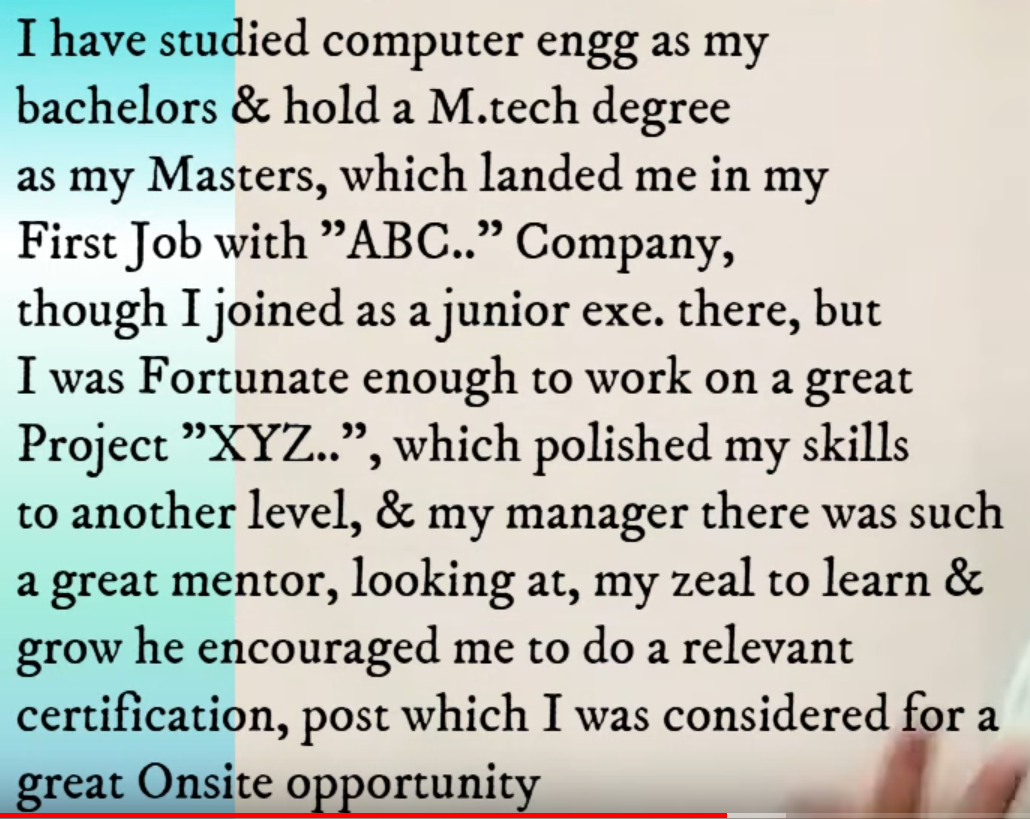 I have studied computer engg as my
bachelors & hold a M.tech degree
as my Masters, which landed me in my
First Job with ”ABC..” Company,
though I joined as a junior exe. there, but
I was Fortunate enough to work on a great
Project ”XYZ..”, which polished my skills
to another level, & my manager there was such
a great mentor, looking at, my zeal to learn &
grow he encouraged me to do a relevant
certification, post which I was considered for a
great Onsite opportunity